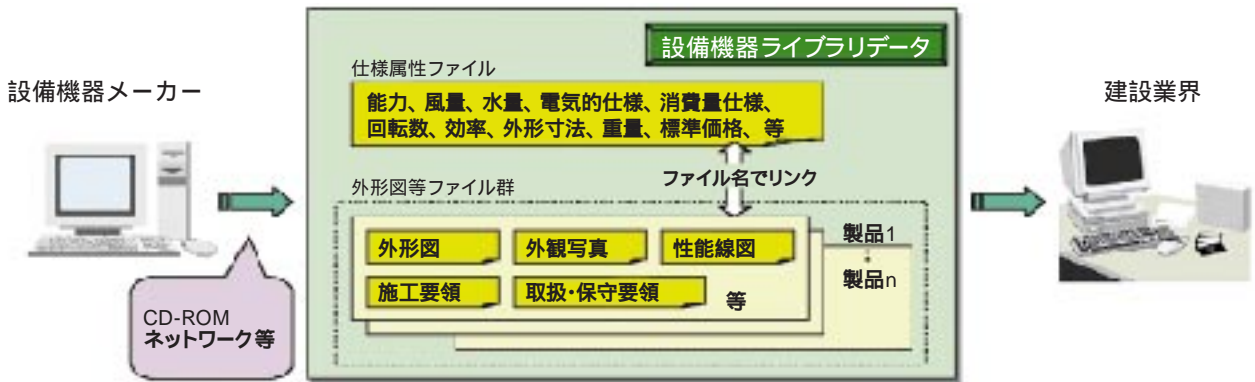 設備機器ライブラリデータ
設備機器メーカー
仕様属性ファイル
能力、風量、水量、電気的仕様、消費量仕様、
回転数、効率、外形寸法、重量、標準価格、等
建設業界
ファイル名でリンク
外形図等ファイル群
外形図
外観写真
性能線図
施工要領
取扱・保守要領
等
製品1
製品n
CD-ROM
ネットワーク等